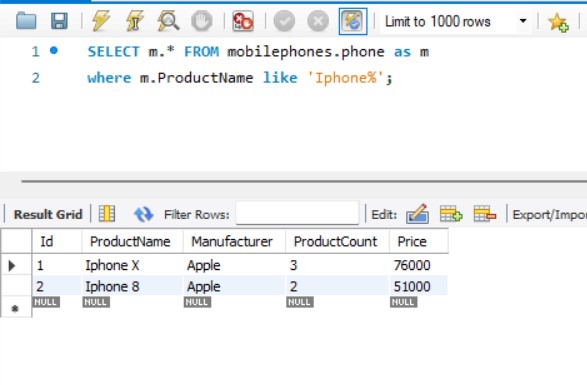 Limit to 1000 rows
1 SELECT m.* FROM mobilephones.phone as m
2 where m.ProductName like 'Iphone%';
Result Grid Filter Rows: Edit: Export/Impor
Id ProductName Manufacturer ProductCount Price
1 Iphone X Apple 3 76000
2 Iphone 8 Apple 2 51000
NULL NULL NULL NULL NULL